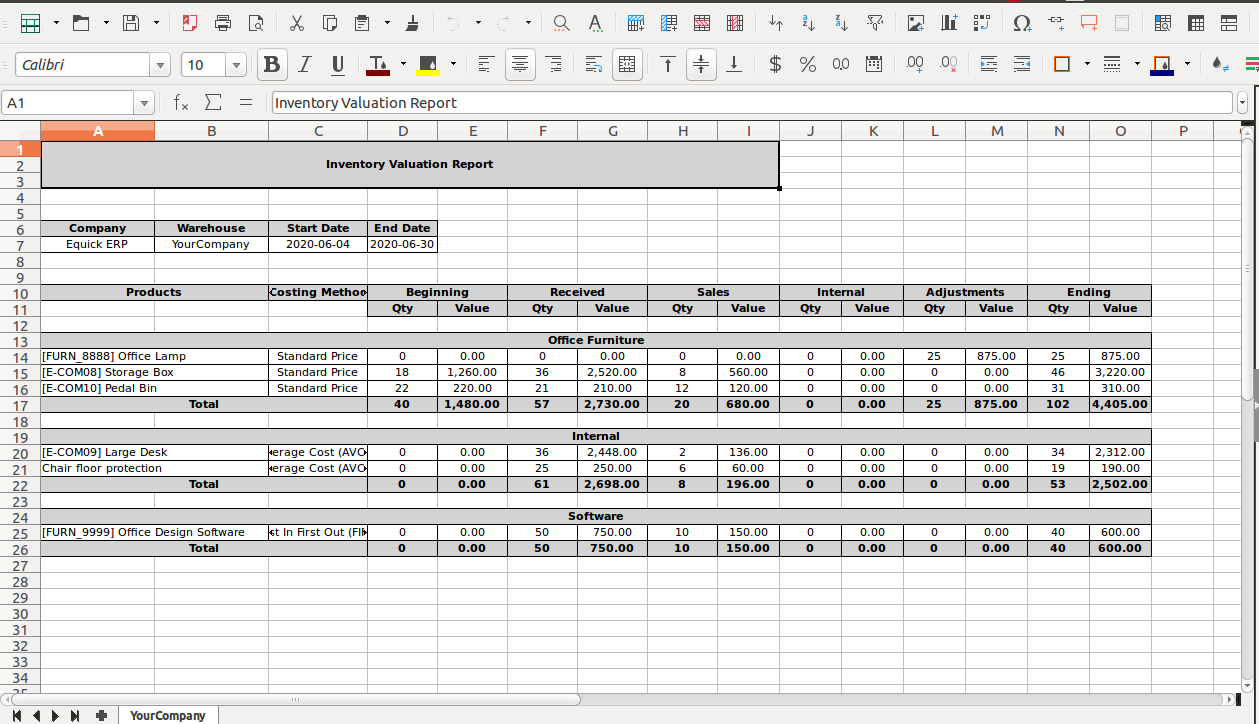 Calibri 10
A1 Inventory Valuation Report
A B C D E F G H I J K L M N O P
1
2 Inventory Valuation Report
3
4
5
6 Company Warehouse Start Date End Date
7 Equick ERP YourCompany 2020-06-04 2020-06-30
8
9
10 Products Costing Metho Beginning Received Sales Internal Adjustments Ending
11 Qty Value Qty Value Qty Value Qty Value Qty Value Qty Value
12
13 Office Furniture
14 [FURN_8888] Office Lamp Standard Price 0 0.00 0 0.00 0 0.00 0 0.00 25 875.00 25 875.00
15 [E-COM08] Storage Box Standard Price 18 1,260.00 36 2,520.00 8 560.00 0 0.00 0 0.00 46 3,220.00
16 [E-COM10] Pedal Bin Standard Price 22 220.00 21 210.00 12 120.00 0 0.00 0 0.00 31 310.00
17 Total 40 1,480.00 57 2,730.00 20 680.00 0 0.00 25 875.00 102 4,405.00
18
19 Internal
20 [E-COM09] Large Desk erage Cost (AVO 0 0.00 36 2,448.00 2 136.00 0 0.00 0 0.00 34 2,312.00
21 Chair floor protection erage Cost (AVO 0 0.00 25 250.00 6 60.00 0 0.00 0 0.00 19 190.00
22 Total 0 0.00 61 2,698.00 8 196.00 0 0.00 0 0.00 53 2,502.00
23
24 Software
25 [FURN_9999] Office Design Software st In First Out (FI 0 0.00 50 750.00 10 150.00 0 0.00 0 0.00 40 600.00
26 Total 0 0.00 50 750.00 10 150.00 0 0.00 0 0.00 40 600.00
27
28
29
30
31
32
33
34
YourCompany